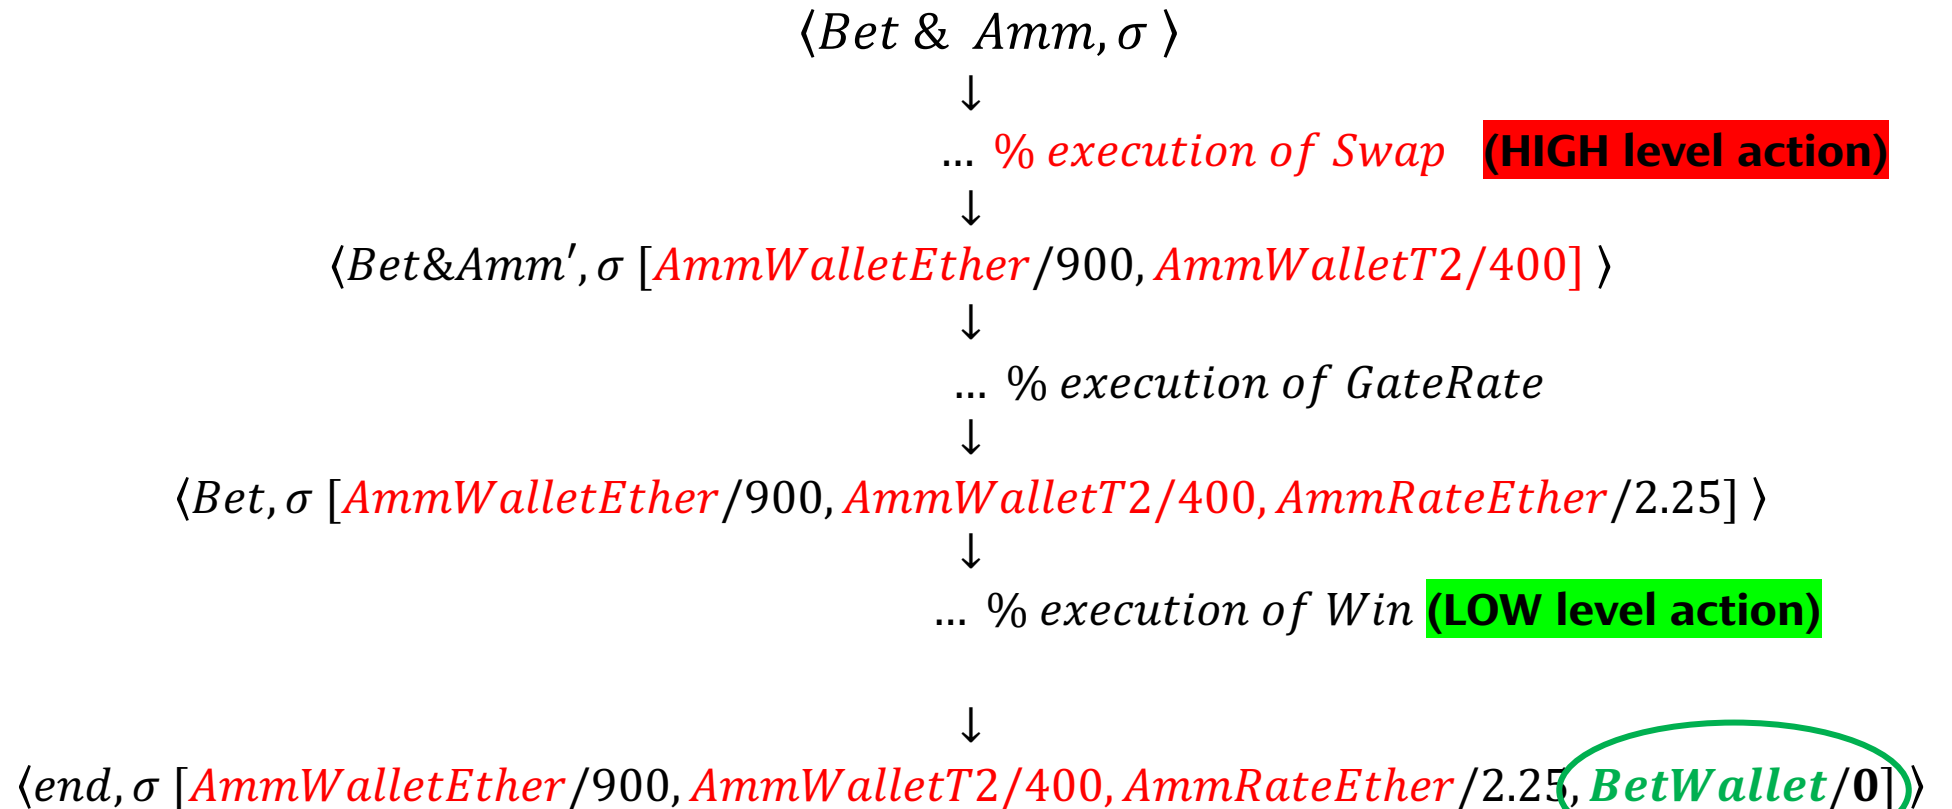 ⟨Bet & Amm, σ ⟩
↓
... % execution of Swap (HIGH level action)
↓
⟨Bet&Amm′, σ [AmmWalletEther/900, AmmWalletT2/400] ⟩
↓
... % execution of GateRate
↓
⟨Bet, σ [AmmWalletEther/900, AmmWalletT2/400, AmmRateEther/2.25] ⟩
↓
... % execution of Win (LOW level action)
↓
⟨end, σ [AmmWalletEther/900, AmmWalletT2/400, AmmRateEther/2.25, BetWallet/0]⟩